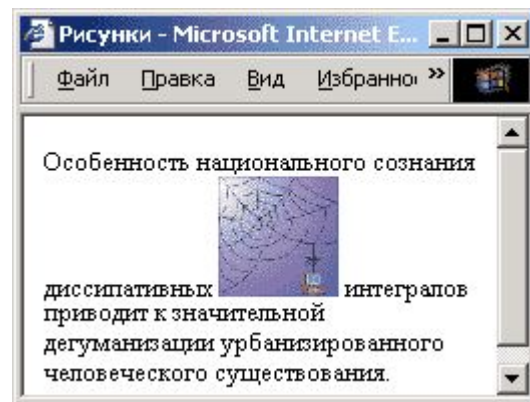 Рисунки - Microsoft Internet E...
Файл Правка Вид Избранно »
Особенность национального сознания
диссипативных интегралов
приводит к значительной
дегуманизации урбанизированного
человеческого существования.